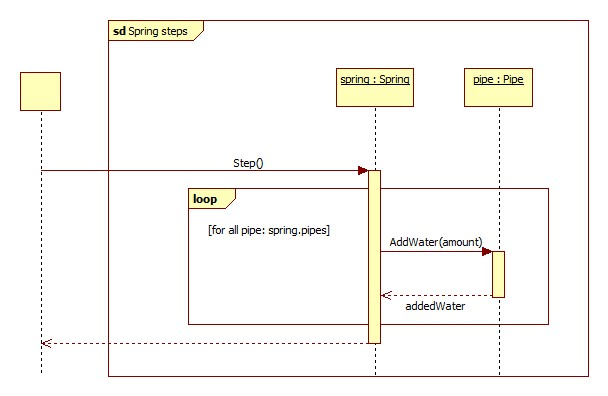 sd Spring steps
spring : Spring
pipe : Pipe
Step()
loop
[for all pipe: spring.pipes]
AddWater(amount)
addedWater